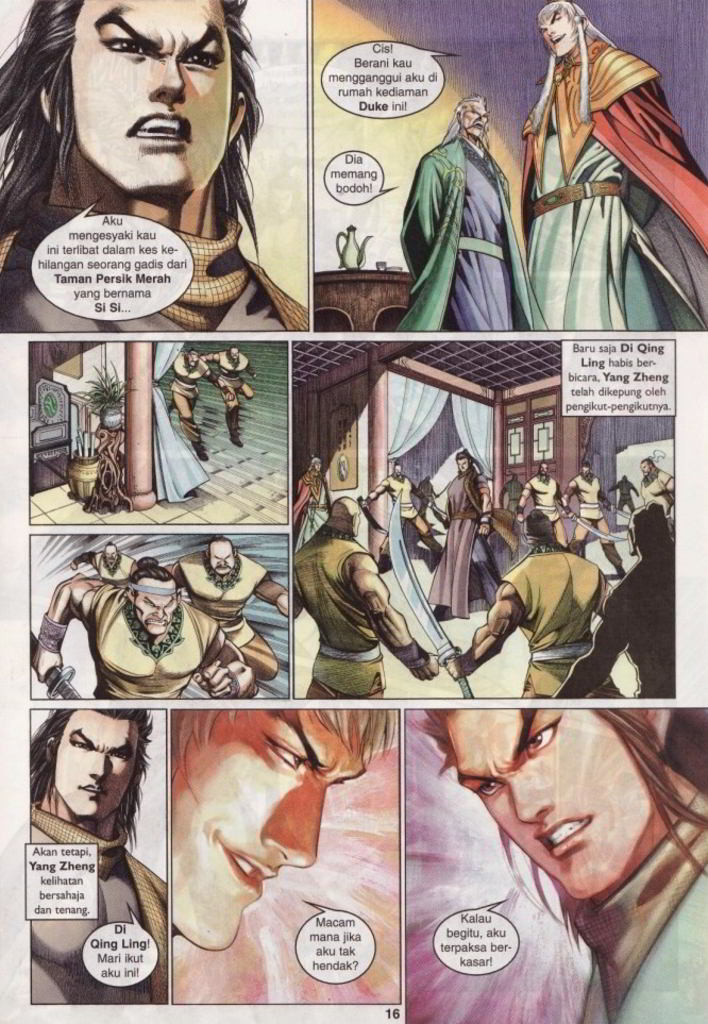 Aku
mengesyaki kau
ini terlibat dalam kes ke-
hilangan seorang gadis dari
Taman Persik Merah
yang bernama
Si Si...
Cis!
Berani kau
mengganggui aku di
rumah kediaman
Duke ini!
Dia
memang
bodoh!
Baru saja Di Qing
Ling habis ber-
bicara, Yang Zheng
telah dikepung oleh
pengikut-pengikutnya.
Akan tetapi,
Yang Zheng
kelihatan
bersahaja
dan tenang.
Di
Qing Ling!
Mari ikut
aku ini!
Macam
mana jika
aku tak
hendak?
Kalau
begitu, aku
terpaksa ber-
kasar!
16